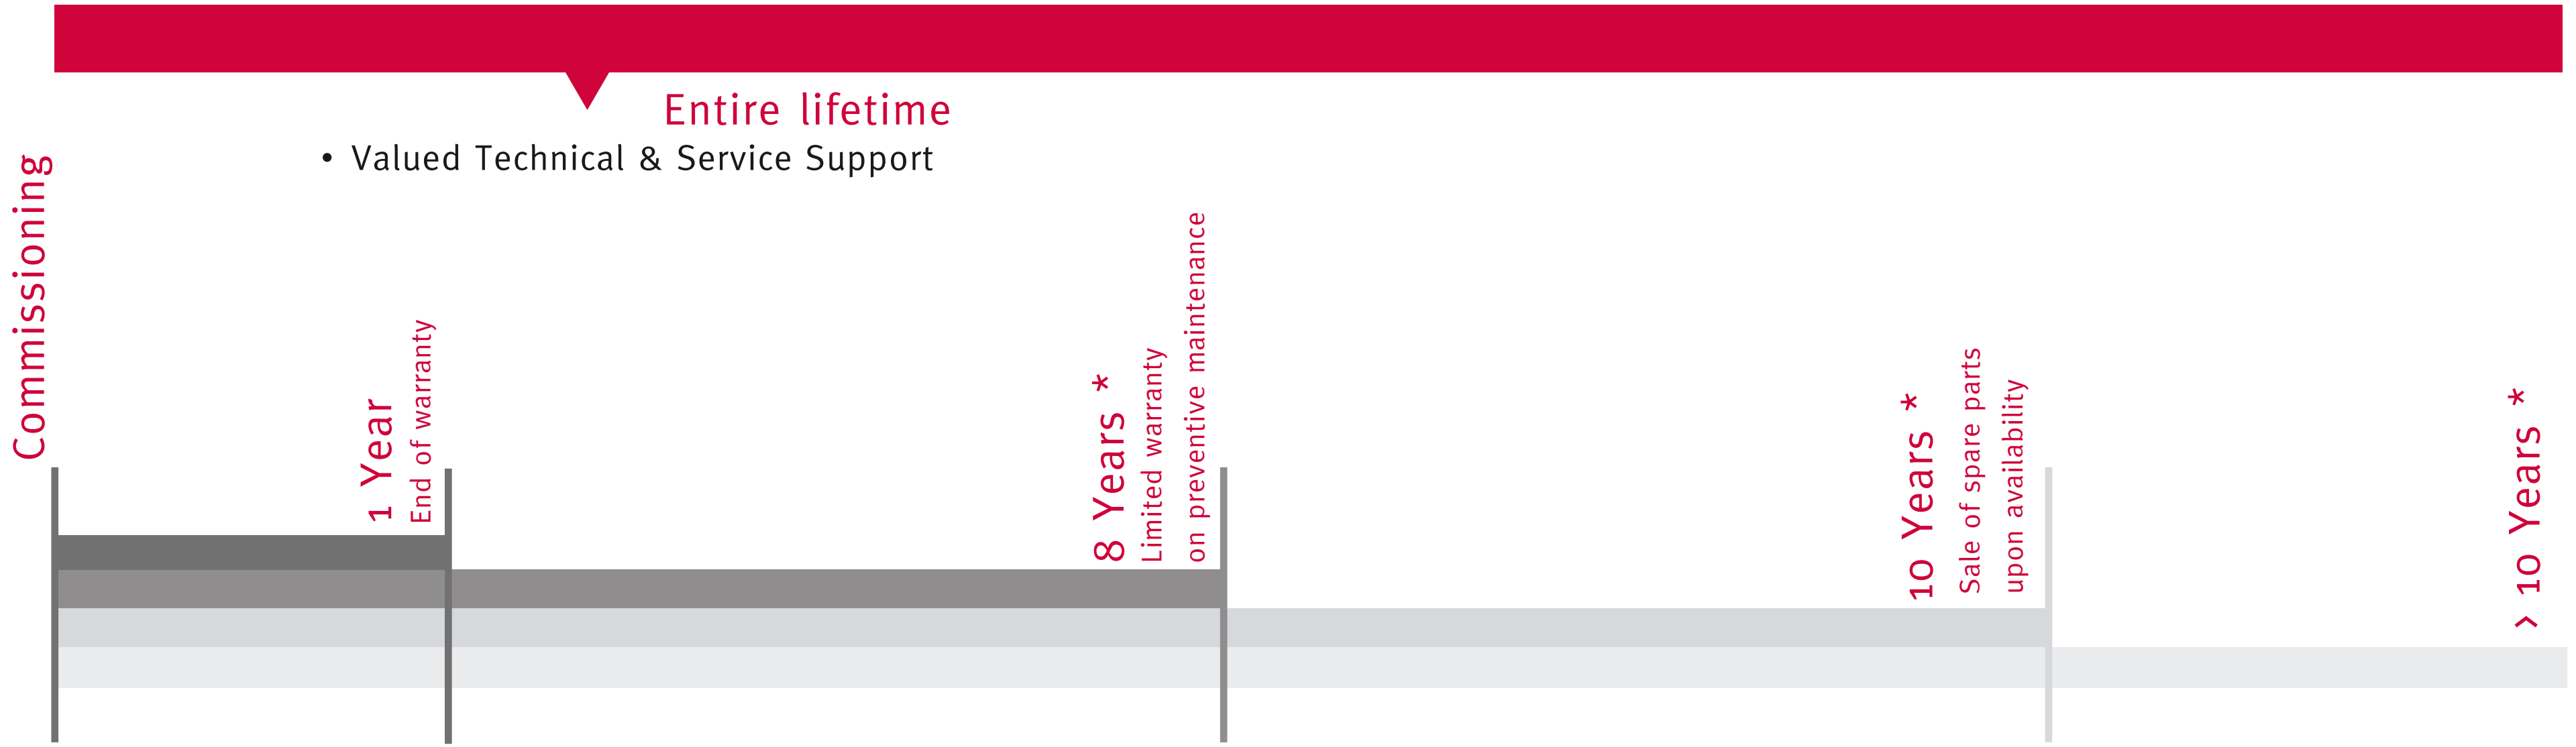 Entire lifetime
• Valued Technical & Service Support
Commissioning
1 Year
End of warranty
8 Years *
Limited warranty
on preventive maintenance
10 Years *
Sale of spare parts
upon availability
> 10 Years *